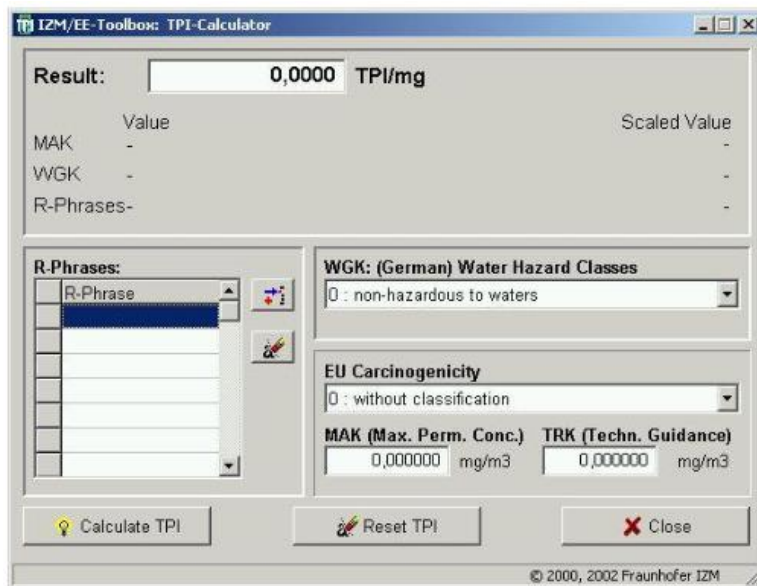 IZM/EE-Toolbox: TPI-Calculator
Result: 0,0000 TPI/mg
Value Scaled Value
MAK - -
WGK - -
R-Phrases - -
R-Phrases:
R-Phrase
WGK: (German) Water Hazard Classes
0 : non-hazardous to waters
EU Carcinogenicity
0 : without classification
MAK (Max. Perm. Conc.) TRK (Techn. Guidance)
0,000000 mg/m3 0,000000 mg/m3
Calculate TPI Reset TPI Close
© 2000, 2002 Fraunhofer IZM